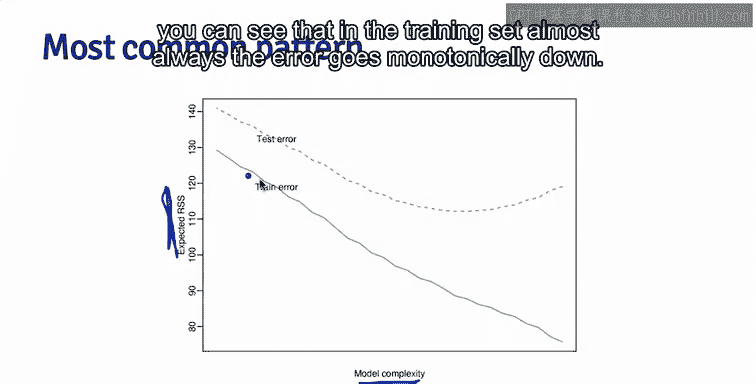 you can see that in the training set almost
Most common pattern
always the error goes monotonically down.
Test error
Train error
Expected RSS
140
130
120
110
100
90
80
Model complexity